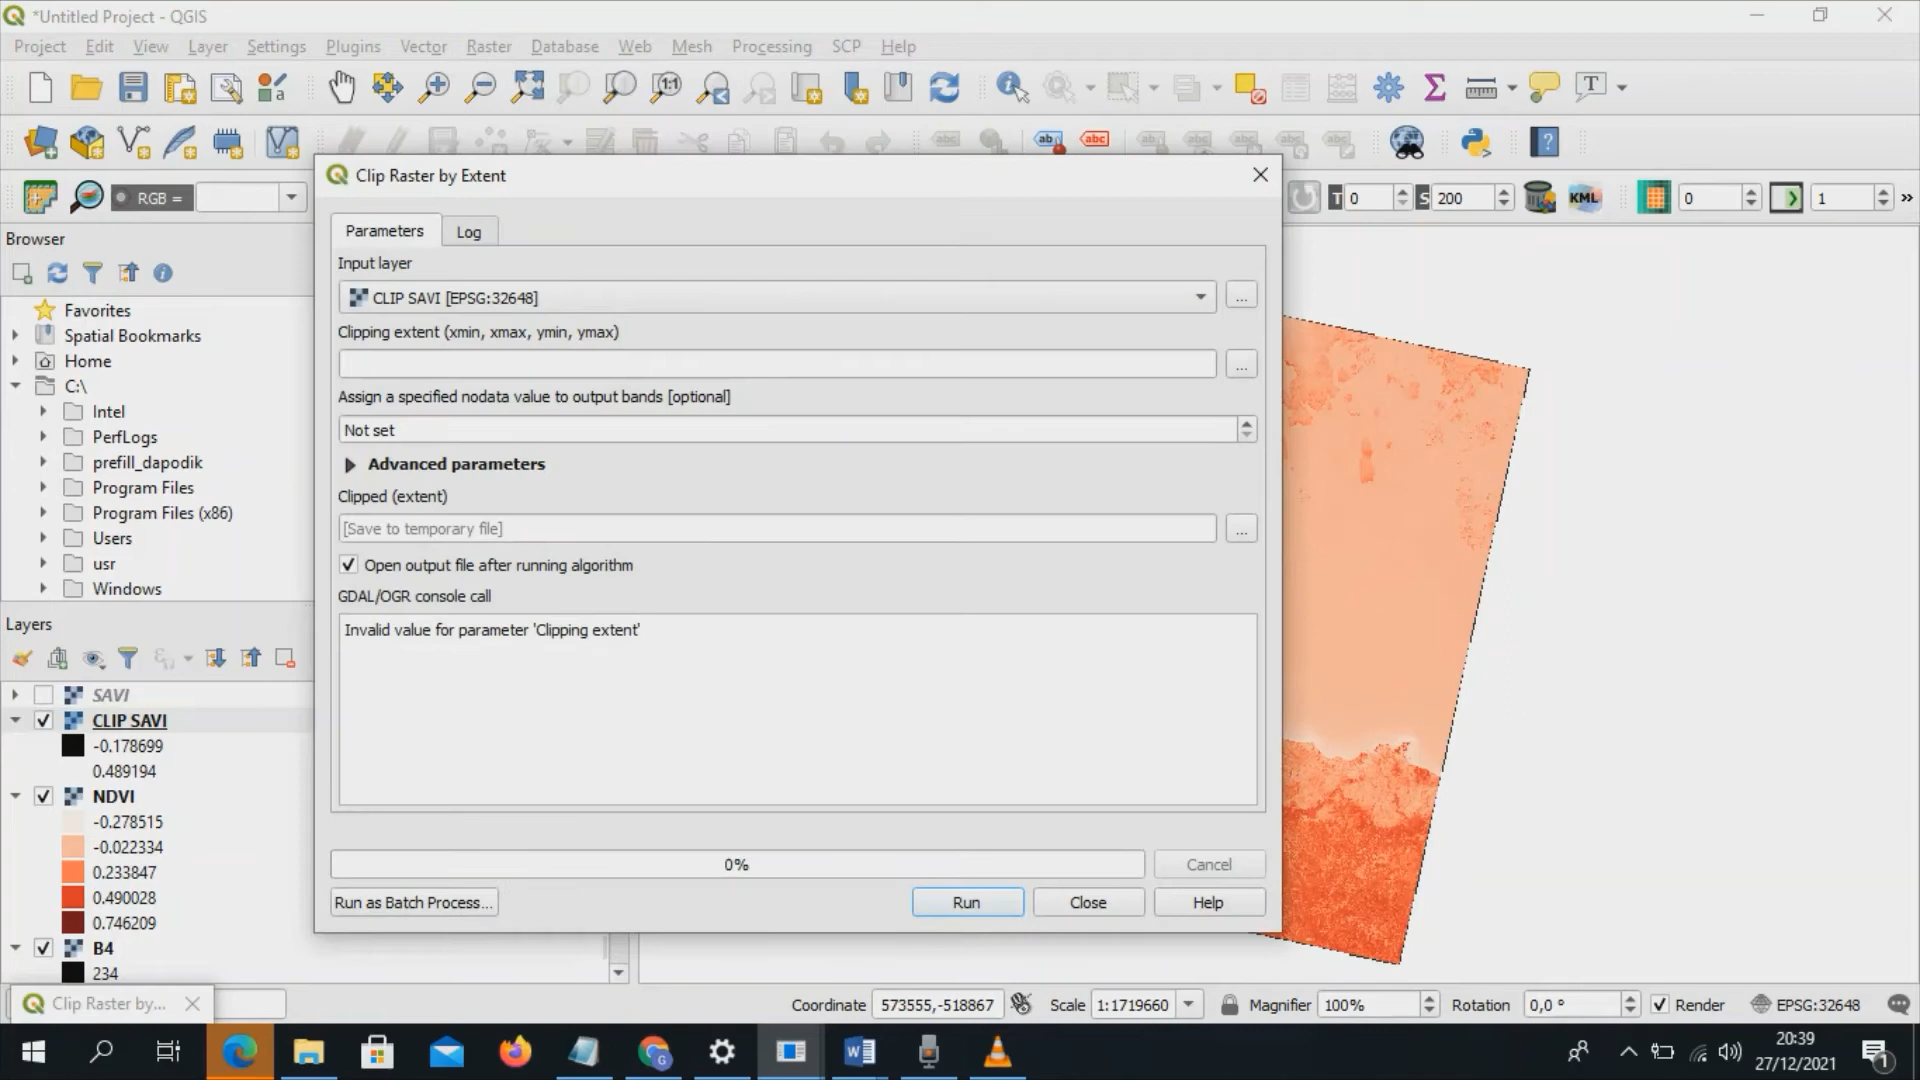 *Untitled Project - QGIS
Project Edit View Layer Settings Plugins Vector Raster Database Web Mesh Processing SCP Help
RGB =
T 0 S 200 KML 0 1 »
Browser
Favorites
Spatial Bookmarks
Home
C:\
Intel
PerfLogs
prefill_dapodik
Program Files
Program Files (x86)
Users
usr
Windows
Layers
SAVI
CLIP SAVI
-0.178699
0.489194
NDVI
-0.278515
-0.022334
0.233847
0.490028
0.746209
B4
234
Clip Raster by Extent
Parameters Log
Input layer
CLIP SAVI [EPSG:32648]
...
Clipping extent (xmin, xmax, ymin, ymax)
...
Assign a specified nodata value to output bands [optional]
Not set
Advanced parameters
Clipped (extent)
[Save to temporary file]
...
Open output file after running algorithm
GDAL/OGR console call
Invalid value for parameter 'Clipping extent'
0% Cancel
Run as Batch Process... Run Close Help
Clip Raster by...
Coordinate 573555,-518867 Scale 1:1719660 Magnifier 100% Rotation 0,0 ° Render EPSG:32648
20:39
27/12/2021
1